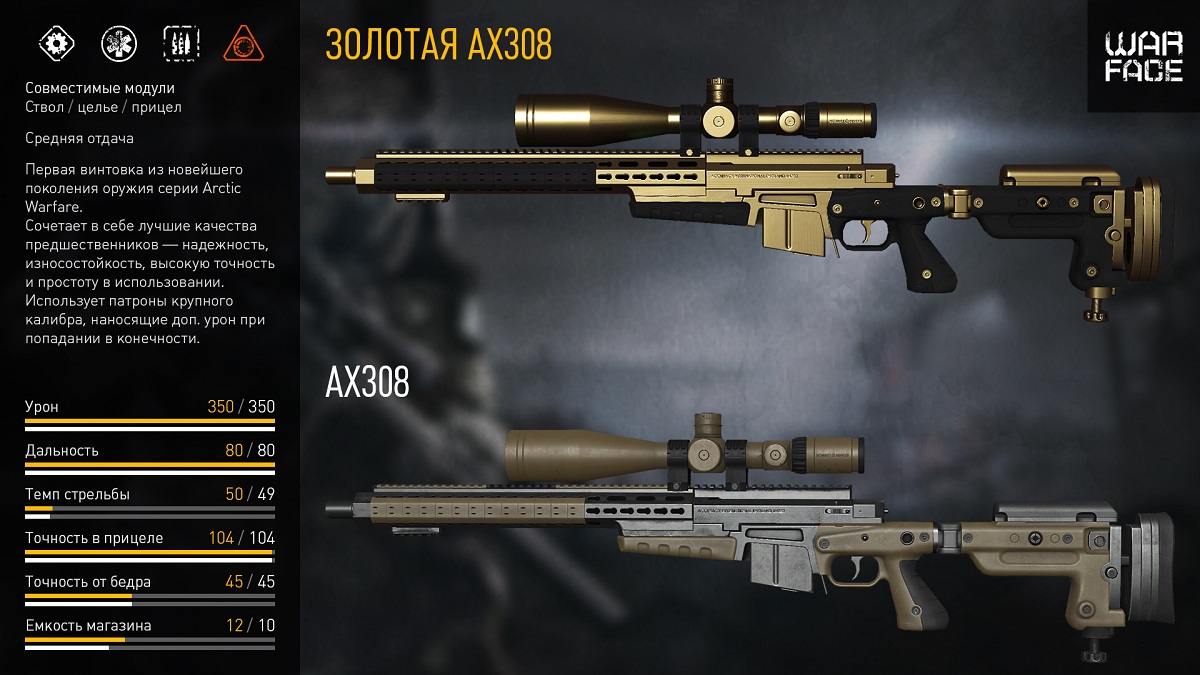 ЗОЛОТАЯ AX308
WAR
FACE
Совместимые модули
Ствол / целье / прицел
Средняя отдача
Первая винтовка из новейшего
поколения оружия серии Arctic
Warfare.
Сочетает в себе лучшие качества
предшественников — надежность,
износостойкость, высокую точность
и простоту в использовании.
Использует патроны крупного
калибра, наносящие доп. урон при
попадании в конечности.
AX308
Урон 350 / 350
Дальность 80 / 80
Темп стрельбы 50 / 49
Точность в прицеле 104 / 104
Точность от бедра 45 / 45
Емкость магазина 12 / 10